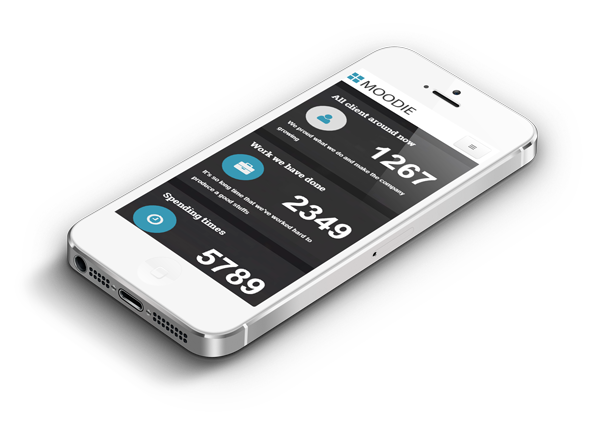 MOODIE
All client around now
1267
We proud what we do and make the company
growing
Work we have done
2349
It's so long time that we've worked hard to
produce a good stuffs
Spending times
5789